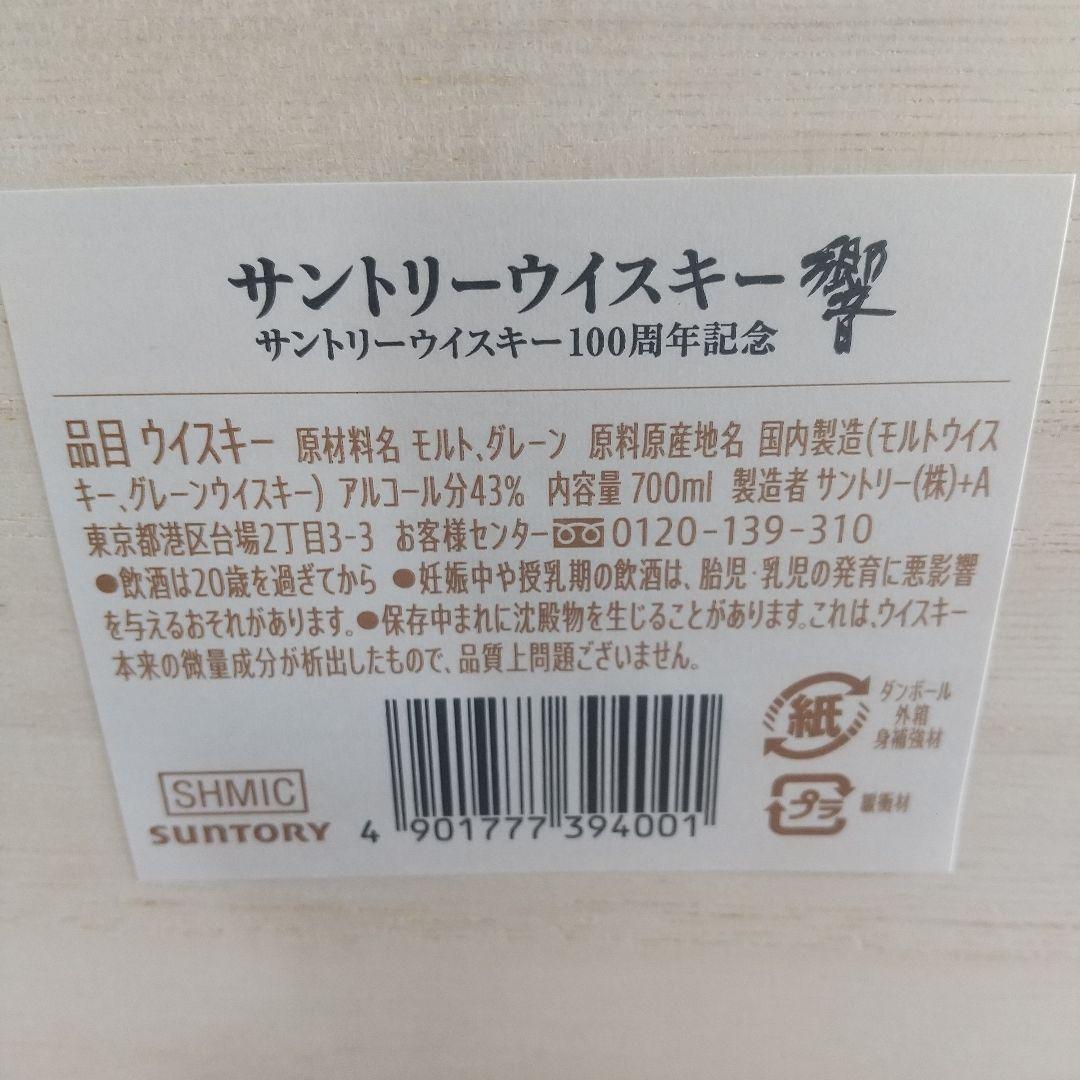 サントリーウイスキー響
サントリーウイスキー100周年記念
品目 ウイスキー 原材料名 モルト、グレーン 原料原産地名 国内製造(モルトウイス
キー、グレーンウイスキー) アルコール分43% 内容量 700ml 製造者 サントリー(株)+A
東京都港区台場2丁目3-3 お客様センター 0120-139-310
●飲酒は20歳を過ぎてから ●妊娠中や授乳期の飲酒は、胎児・乳児の発育に悪影響
を与えるおそれがあります。●保存中まれに沈殿物を生じることがあります。これは、ウイスキー
本来の微量成分が析出したもので、品質上問題ございません。
紙
ダンボール
外箱
身補強材
プラ
緩衝材
SHMIC
SUNTORY
4 901777 394001